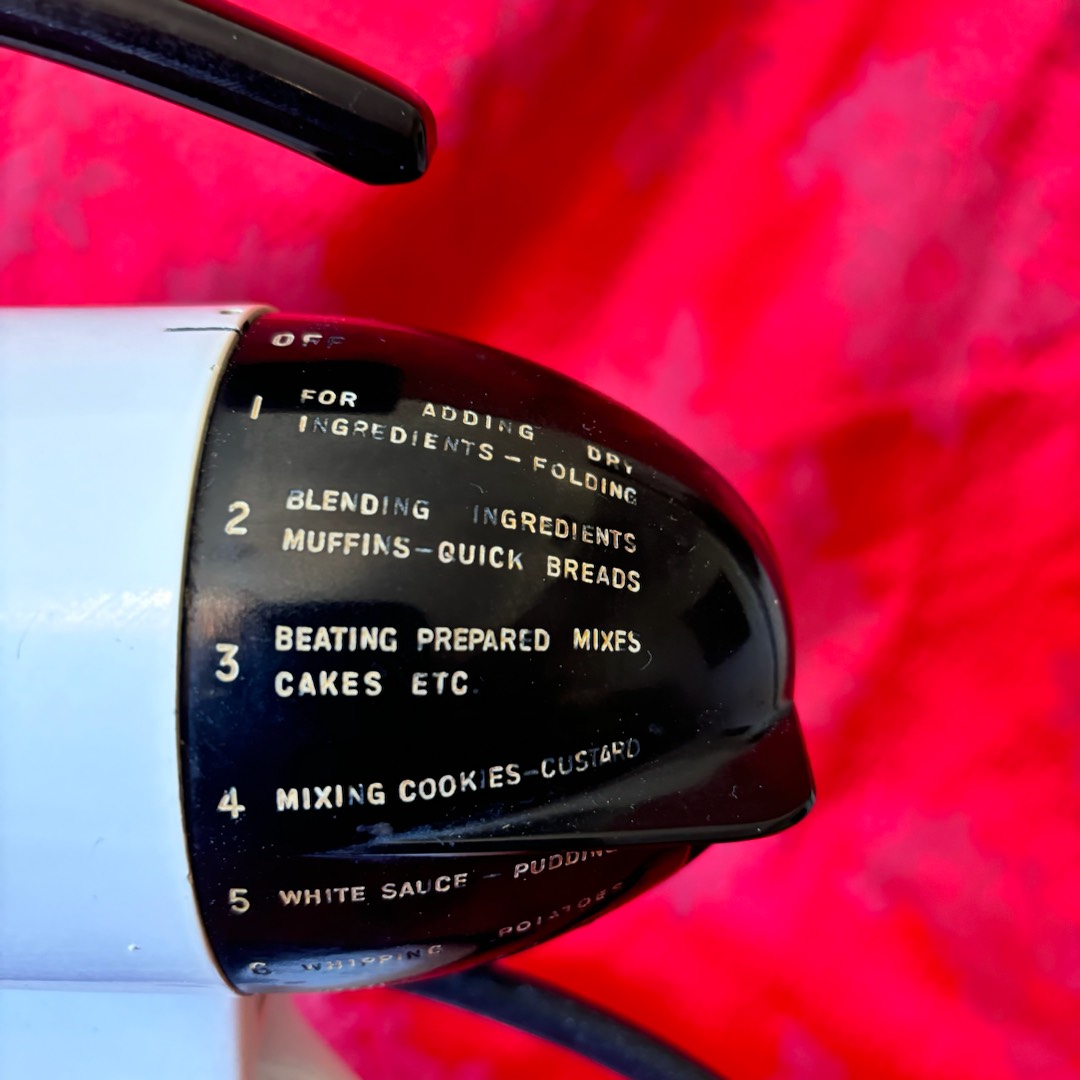 OFF
1 FOR ADDING DRY
INGREDIENTS - FOLDING
2 BLENDING INGREDIENTS
MUFFINS - QUICK BREADS
3 BEATING PREPARED MIXES
CAKES ETC.
4 MIXING COOKIES - CUSTARD
5 WHITE SAUCE - PUDDING
6 WHIPPING POTATOES